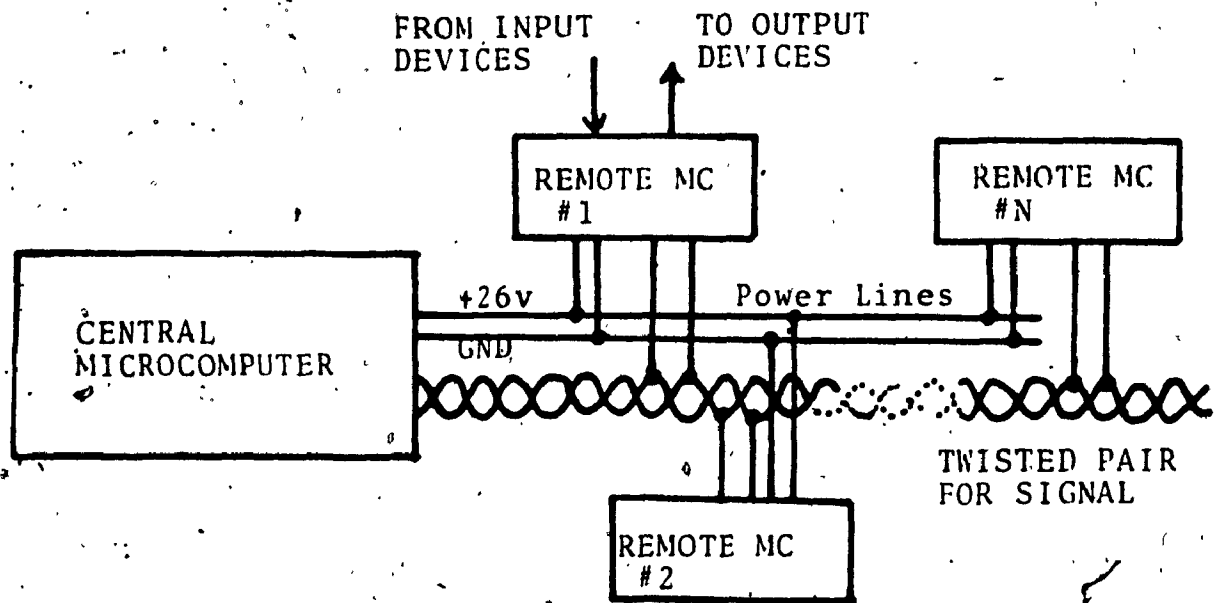 FROM INPUT
DEVICES
TO OUTPUT
DEVICES
REMOTE MC
#1
REMOTE MC
#N
CENTRAL
MICROCOMPUTER
+26v
Power Lines
GND
TWISTED PAIR
FOR SIGNAL
REMOTE MC
#2